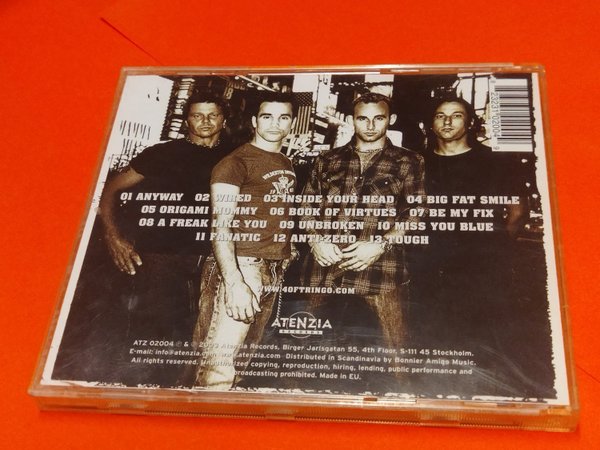 01 ANYWAY 02 WIRED 03 INSIDE YOUR HEAD 04 BIG FAT SMILE
05 ORIGAMI MOMMY 06 BOOK OF VIRTUES 07 BE MY FIX
08 A FREAK LIKE YOU 09 UNBROKEN 10 MISS YOU BLUE
11 FANATIC 12 ANTI-ZERO 13 TOUGH
WWW.4OFTRINGO.COM
ATENZIA
RECORDS
ATZ 02004 ℗ & © 2003 Atenzia Records, Birger Jarlsgatan 55, 4th Floor, S-111 45 Stockholm.
E-mail: info@atenzia.com www.atenzia.com Distributed in Scandinavia by Bonnier Amigo Music.
All rights reserved. Unauthorized copying, reproduction, hiring, lending, public performance and
broadcasting prohibited. Made in EU.